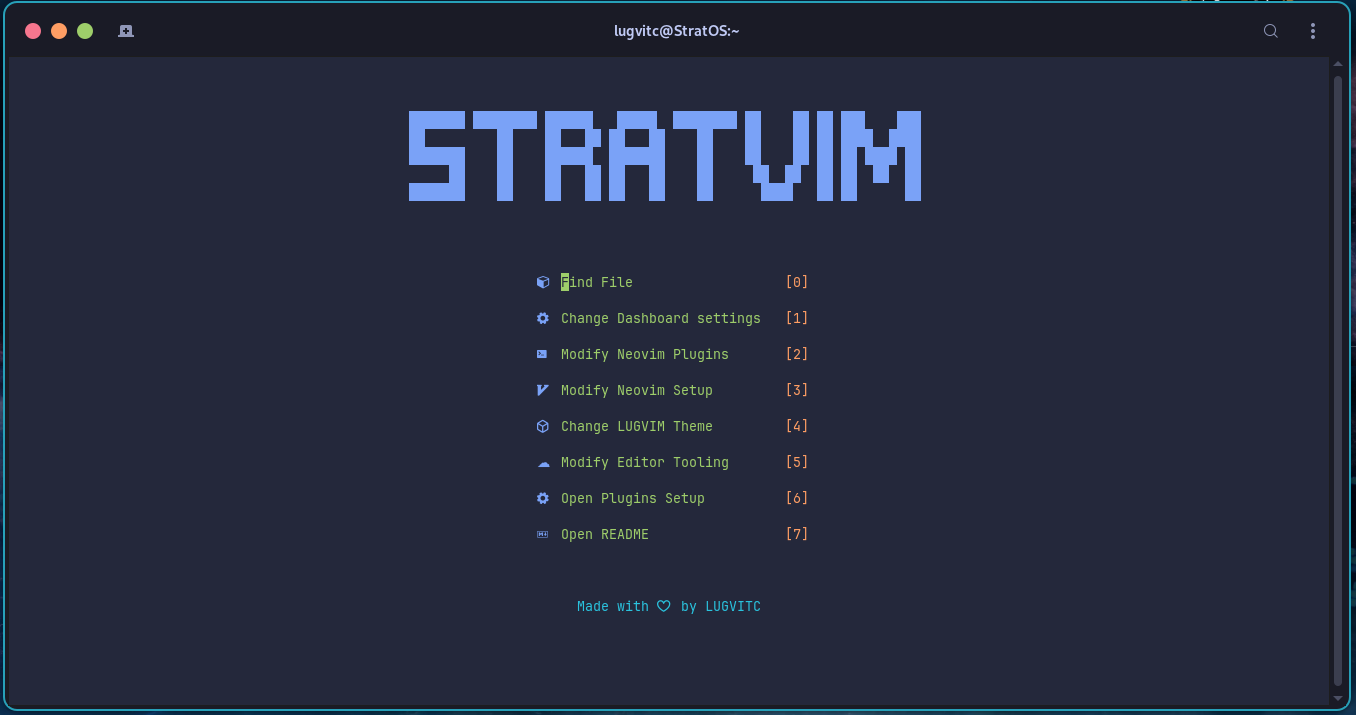 lugvitc@StratOS:~
STRATVIM
Find File [0]
Change Dashboard settings [1]
Modify Neovim Plugins [2]
Modify Neovim Setup [3]
Change LUGVIM Theme [4]
Modify Editor Tooling [5]
Open Plugins Setup [6]
Open README [7]
Made with ♡ by LUGVITC